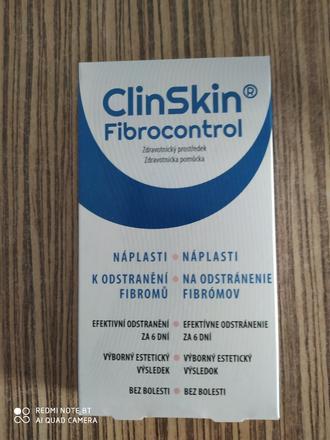 ClinSkin®
Fibrocontrol
Zdravotnický prostředek
Zdravotnícka pomôcka
NÁPLASTI • NÁPLASTI
K ODSTRANĚNÍ • NA ODSTRÁNENIE
FIBROMŮ FIBRÓMOV
EFEKTIVNÍ ODSTRANĚNÍ • EFEKTÍVNE ODSTRÁNENIE
ZA 6 DNÍ ZA 6 DNÍ
VÝBORNÝ ESTETICKÝ • VÝBORNÝ ESTETICKÝ
VÝSLEDEK VÝSLEDOK
BEZ BOLESTI • BEZ BOLESTI
REDMI NOTE 8T
AI QUAD CAMERA